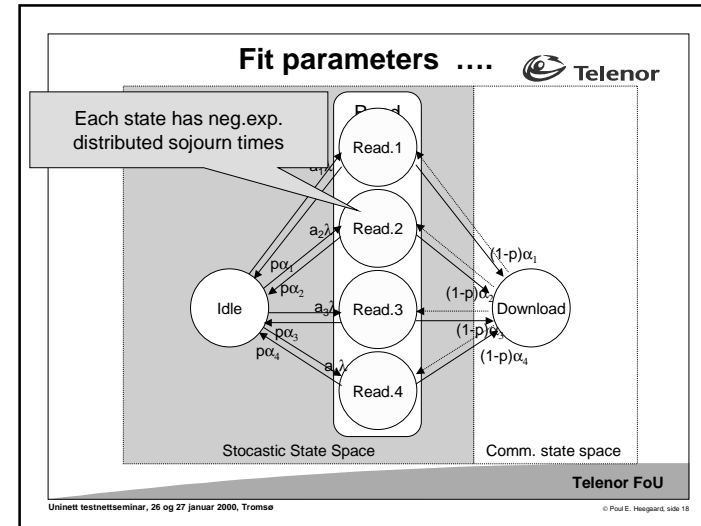 Fit parameters ....
Telenor
Each state has neg.exp.
distributed sojourn times
Read.1
a₁λ
Read.2
a₂λ
(1-p)α₁
pα₁
pα₂
(1-p)α₂
Idle
a₃λ
Read.3
Download
pα₃
(1-p)α₃
pα₄
(1-p)α₄
Read.4
Stocastic State Space
Comm. state space
Telenor FoU
Uninett testnettseminar, 26 og 27 januar 2000, Tromsø
© Poul E. Heegaard, side 18